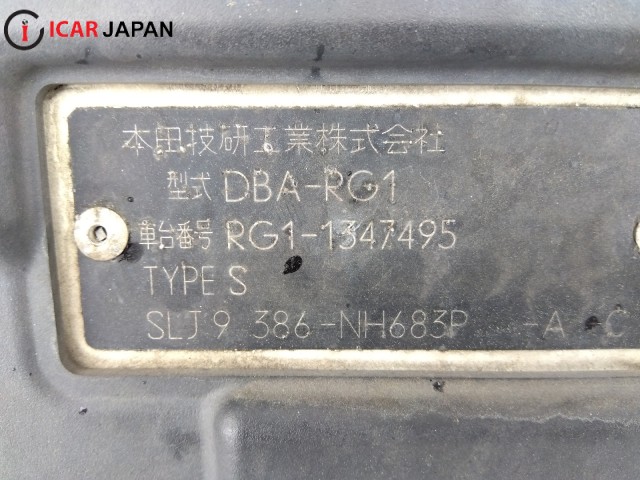 ICAR JAPAN
本田技研工業株式会社
型式 DBA-RG1
車台番号 RG1-1347495
TYPE S
SLJ9 386-NH683P -A -C